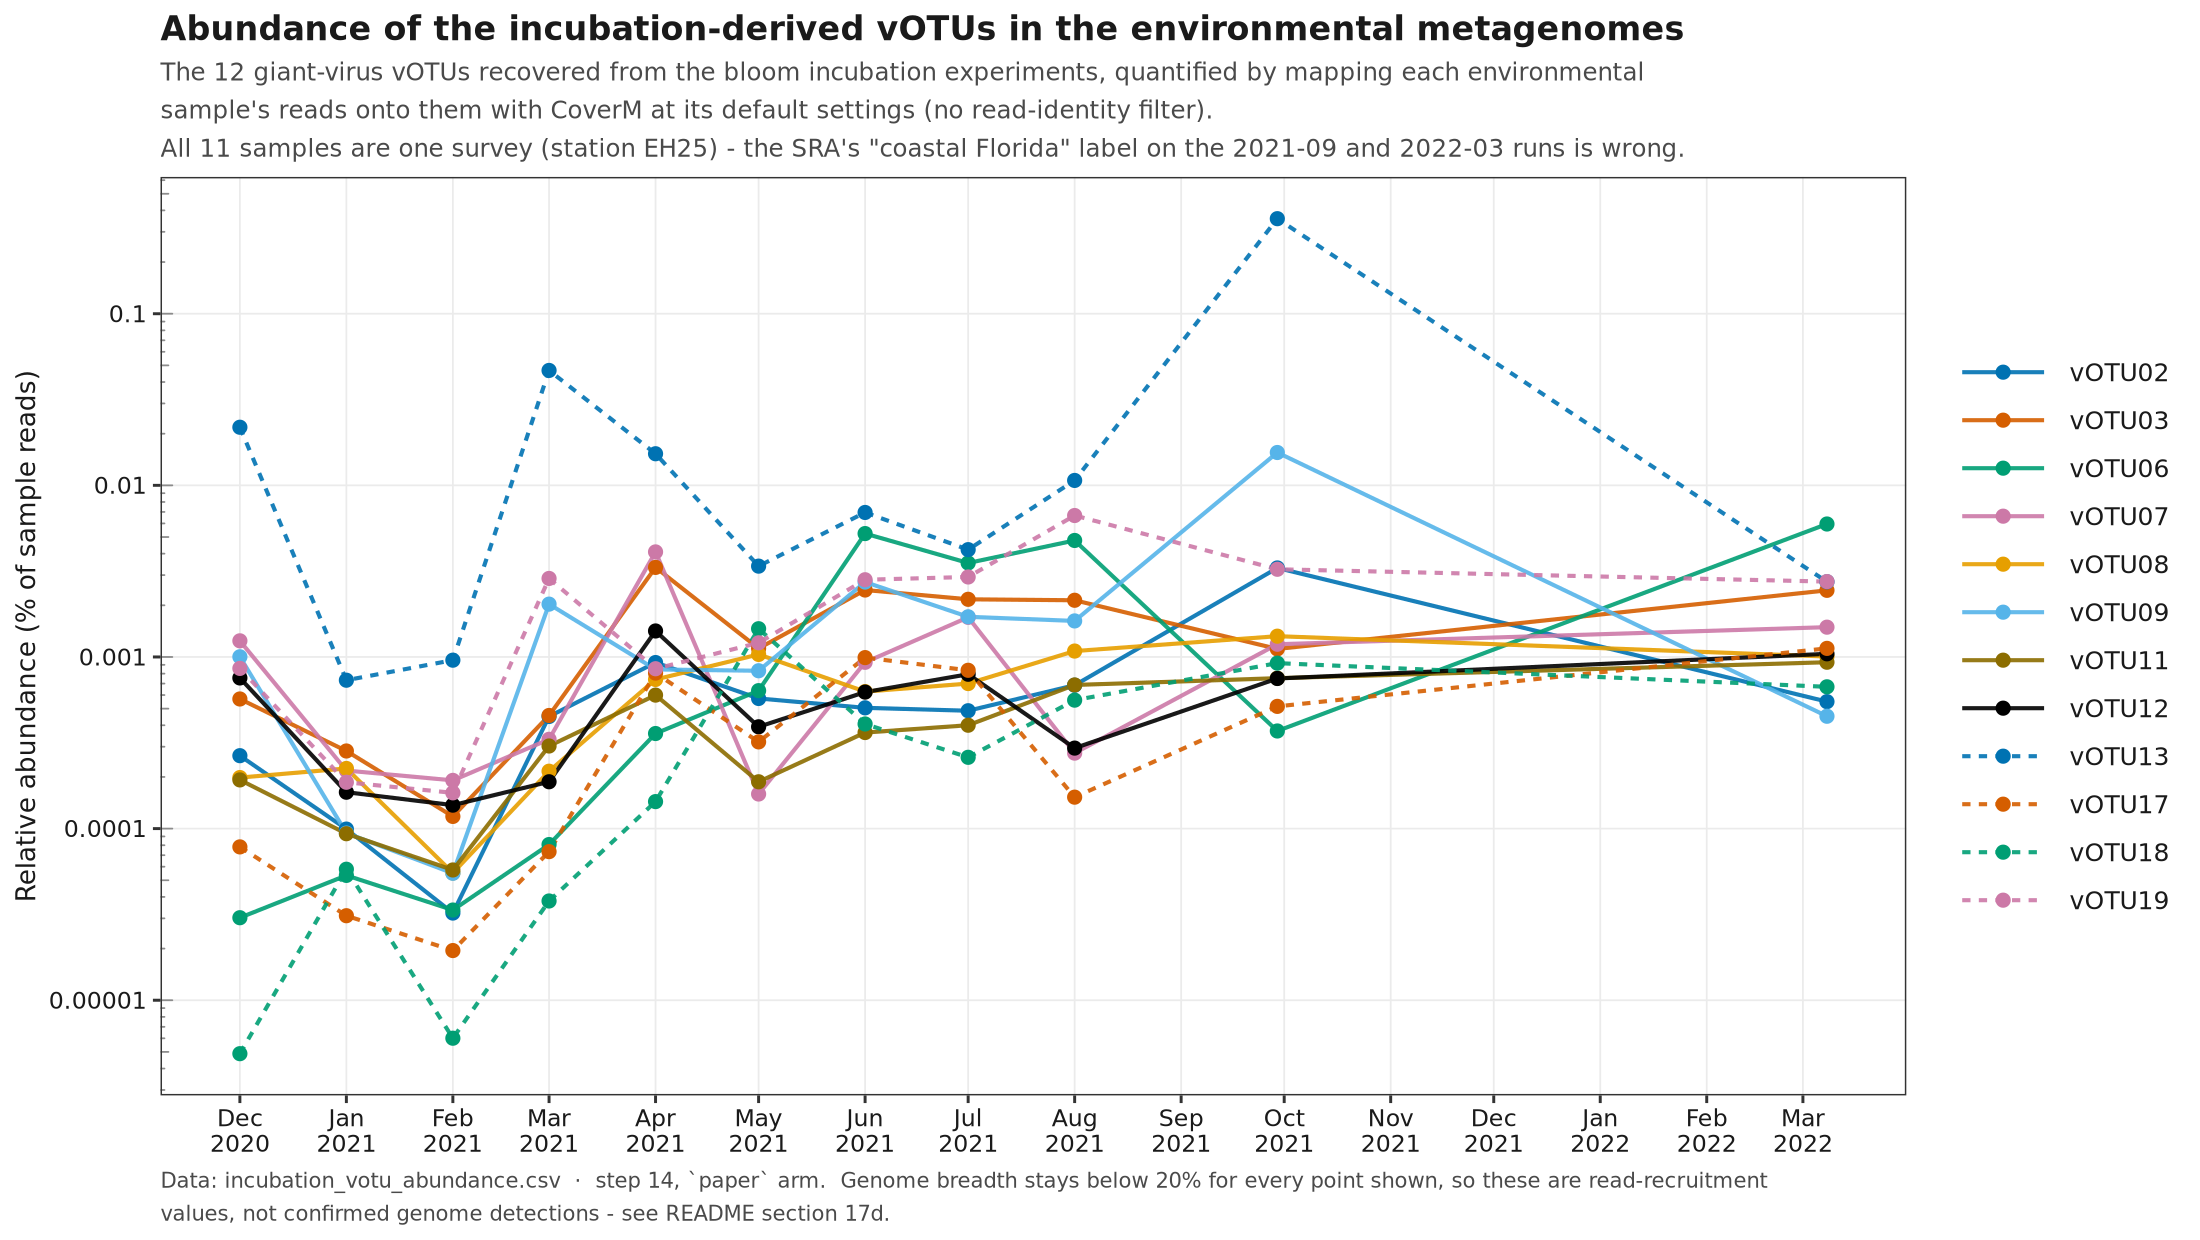 Abundance of the incubation-derived vOTUs in the environmental metagenomes
The 12 giant-virus vOTUs recovered from the bloom incubation experiments, quantified by mapping each environmental
sample's reads onto them with CoverM at its default settings (no read-identity filter).
All 11 samples are one survey (station EH25) - the SRA's "coastal Florida" label on the 2021-09 and 2022-03 runs is wrong.
Relative abundance (% of sample reads)
0.1
0.01
0.001
0.0001
0.00001
vOTU02
vOTU03
vOTU06
vOTU07
vOTU08
vOTU09
vOTU11
vOTU12
vOTU13
vOTU17
vOTU18
vOTU19
Dec Jan Feb Mar Apr May Jun Jul Aug Sep Oct Nov Dec Jan Feb Mar
2020 2021 2021 2021 2021 2021 2021 2021 2021 2021 2021 2021 2021 2022 2022 2022
Data: incubation_votu_abundance.csv · step 14, `paper` arm. Genome breadth stays below 20% for every point shown, so these are read-recruitment
values, not confirmed genome detections - see README section 17d.